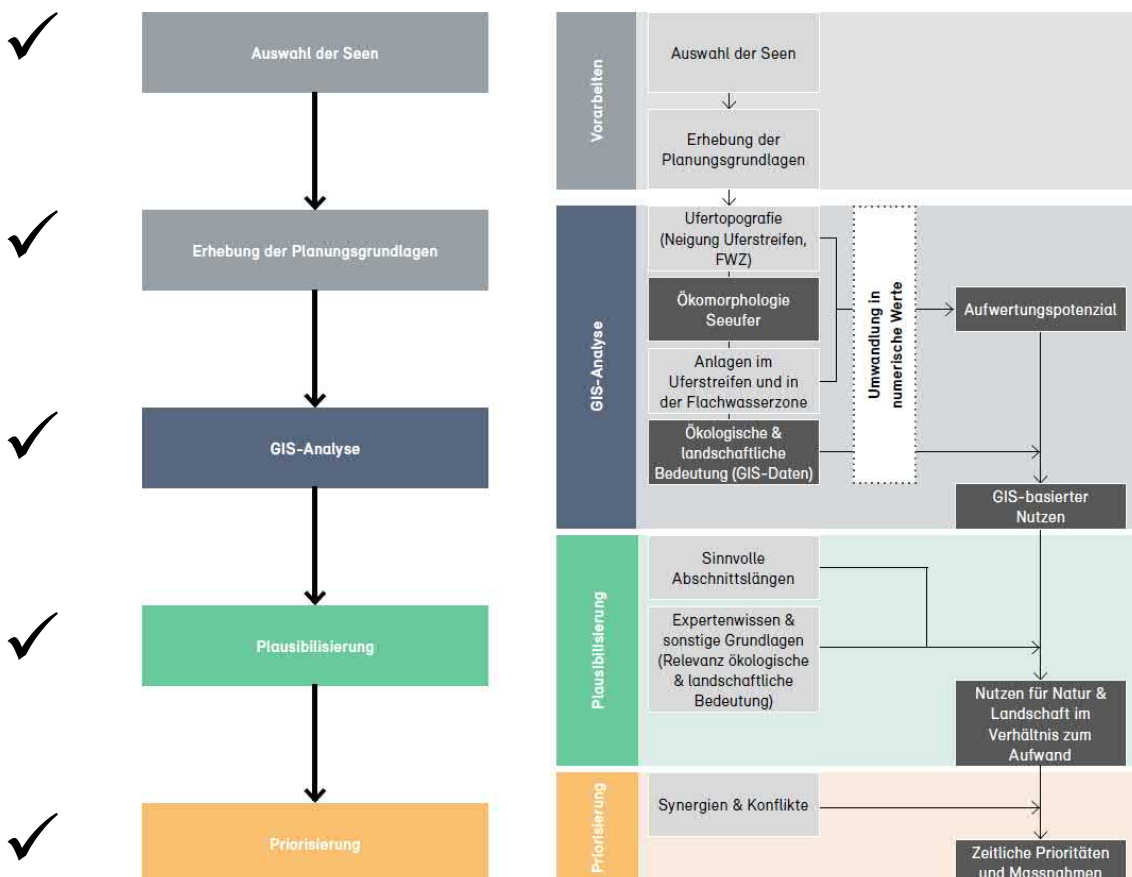 Auswahl der Seen
Erhebung der Planungsgrundlagen
GIS-Analyse
Plausibilisierung
Priorisierung
Vorarbeiten
Auswahl der Seen
Erhebung der
Planungsgrundlagen
GIS-Analyse
Ufertopografie
(Neigung Uferstreifen,
FWZ)
Ökomorphologie
Seeufer
Anlagen im
Uferstreifen und in
der Flachwasserzone
Ökologische &
landschaftliche
Bedeutung (GIS-Daten)
Umwandlung in
numerische Werte
Aufwertungspotenzial
GIS-basierter
Nutzen
Plausibilisierung
Sinnvolle
Abschnittslängen
Expertenwissen &
sonstige Grundlagen
(Relevanz ökologische
& landschaftliche
Bedeutung)
Nutzen für Natur &
Landschaft im
Verhältnis zum
Aufwand
Priorisierung
Synergien & Konflikte
Zeitliche Prioritäten
und Massnahmen